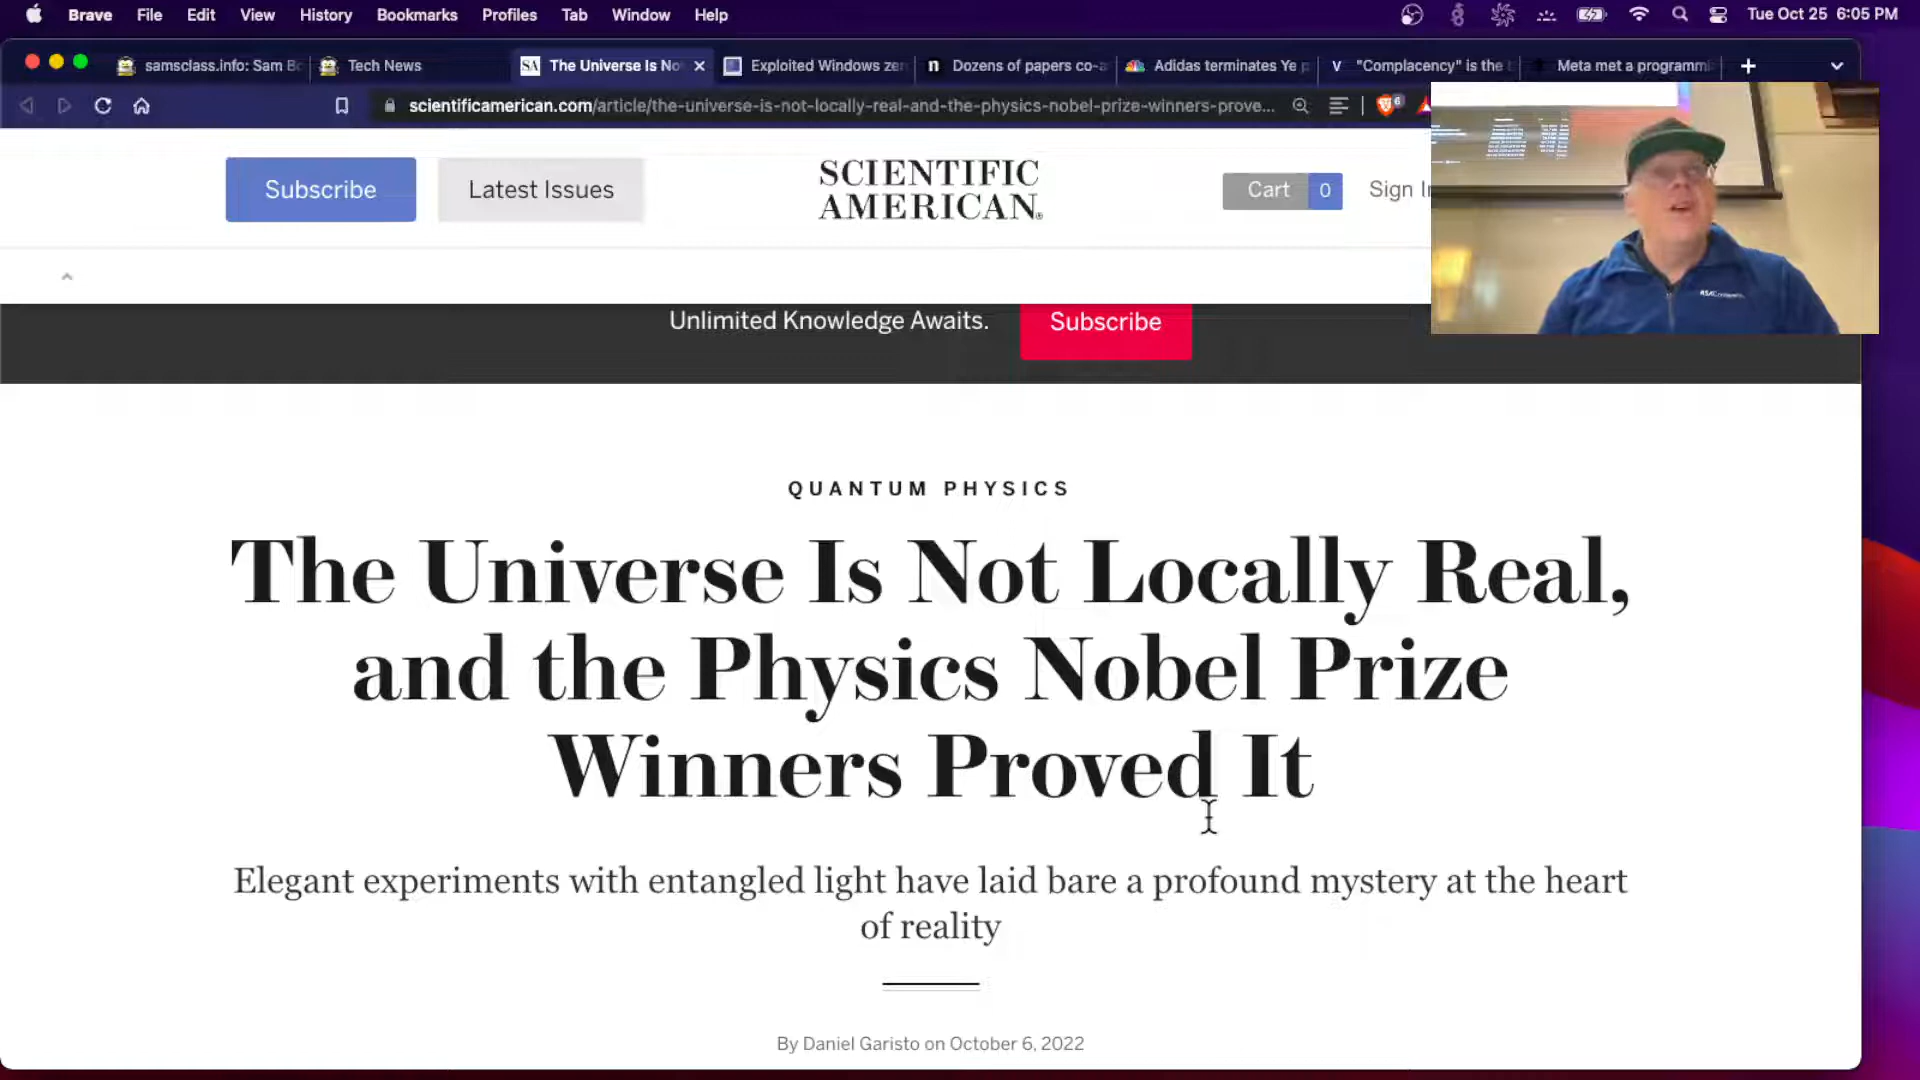 Brave File Edit View History Bookmarks Profiles Tab Window Help Tue Oct 25 6:05 PM
samsclass.info: Sam Bo Tech News The Universe Is No Exploited Windows zer Dozens of papers co-a Adidas terminates Ye p "Complacency" is the Meta met a programmi
scientificamerican.com/article/the-universe-is-not-locally-real-and-the-physics-nobel-prize-winners-prove... 6
Subscribe Latest Issues SCIENTIFIC Cart 0 Sign In
AMERICAN®
Unlimited Knowledge Awaits. Subscribe
QUANTUM PHYSICS
The Universe Is Not Locally Real,
and the Physics Nobel Prize
Winners Proved It
Elegant experiments with entangled light have laid bare a profound mystery at the heart
of reality
By Daniel Garisto on October 6, 2022